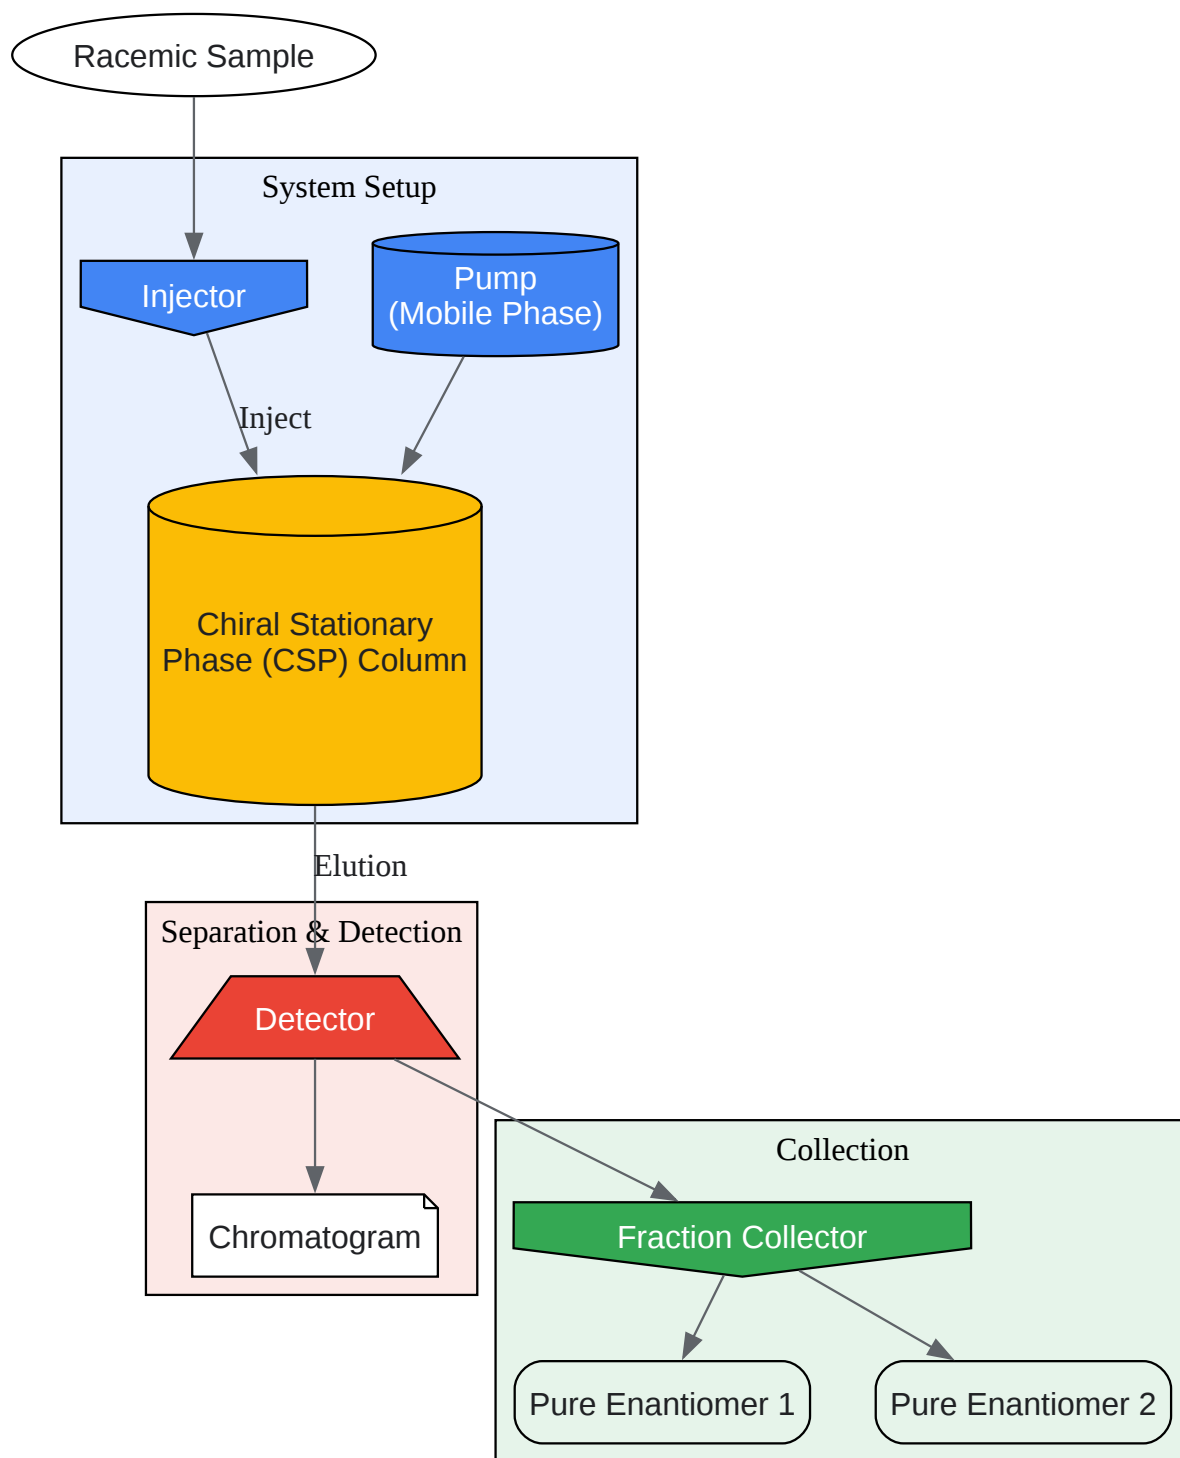 Racemic Sample
System Setup
Injector
Pump
(Mobile Phase)
Inject
Chiral Stationary
Phase (CSP) Column
Elution
Separation & Detection
Detector
Collection
Chromatogram
Fraction Collector
Pure Enantiomer 1
Pure Enantiomer 2